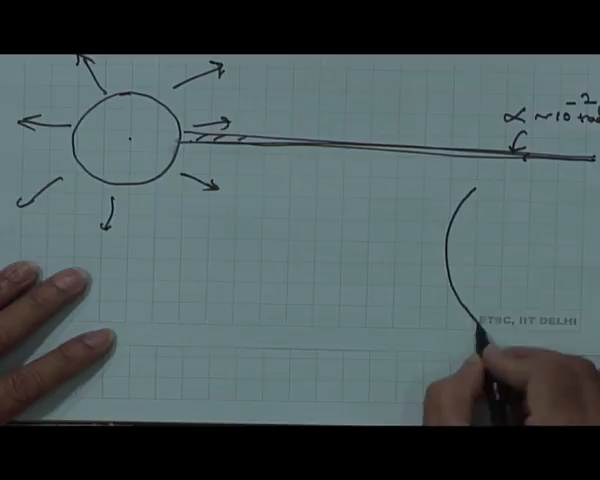 α ~10⁻² rad
ETSC, IIT DELHI